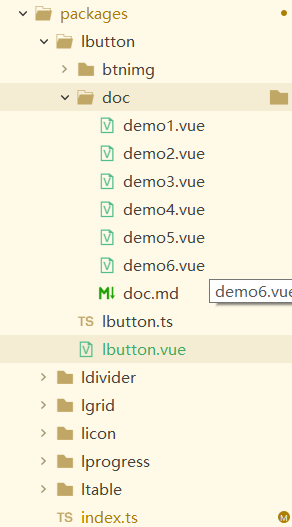 packages
lbutton
btnimg
doc
demo1.vue
demo2.vue
demo3.vue
demo4.vue
demo5.vue
demo6.vue
M↓ doc.md
demo6.vue
TS lbutton.ts
lbutton.vue
ldivider
lgrid
licon
lprogress
ltable
TS index.ts M